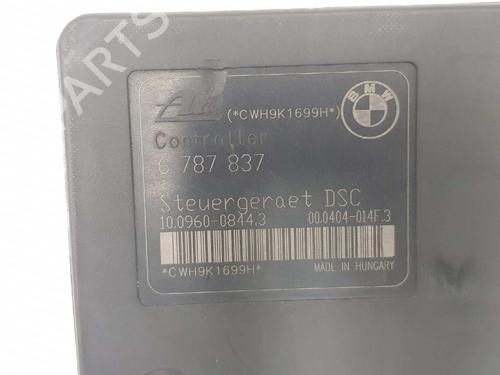 PARTS
Ate (*CWH9K1699H*)
BMW
Controller
6 787 837
Steuergeraet DSC
10.0960-0844.3 00.0404-014F.3
*CWH9K1699H* MADE IN HUNGARY